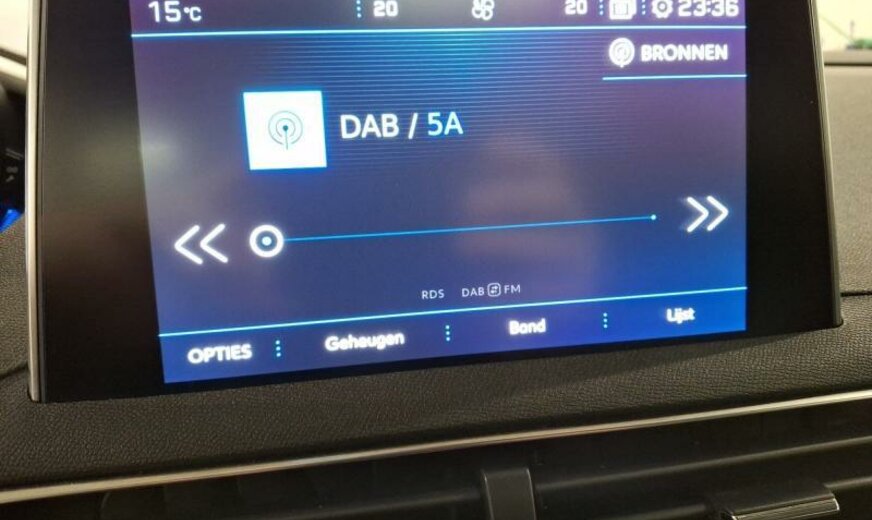 15°C 20 20 23:36
BRONNEN
DAB / 5A
RDS DAB FM
OPTIES Geheugen Band Lijst